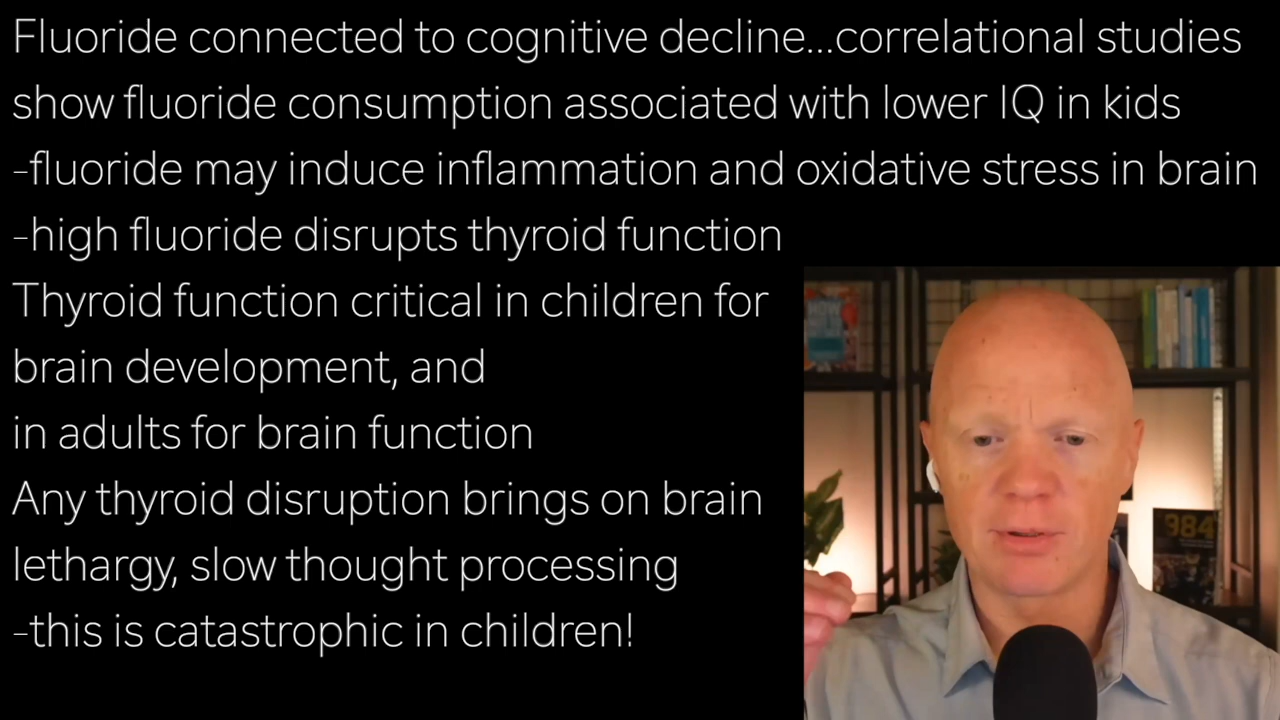 Fluoride connected to cognitive decline...correlational studies
show fluoride consumption associated with lower IQ in kids
-fluoride may induce inflammation and oxidative stress in brain
-high fluoride disrupts thyroid function
Thyroid function critical in children for
brain development, and
in adults for brain function
Any thyroid disruption brings on brain
lethargy, slow thought processing
-this is catastrophic in children!
HOW
984